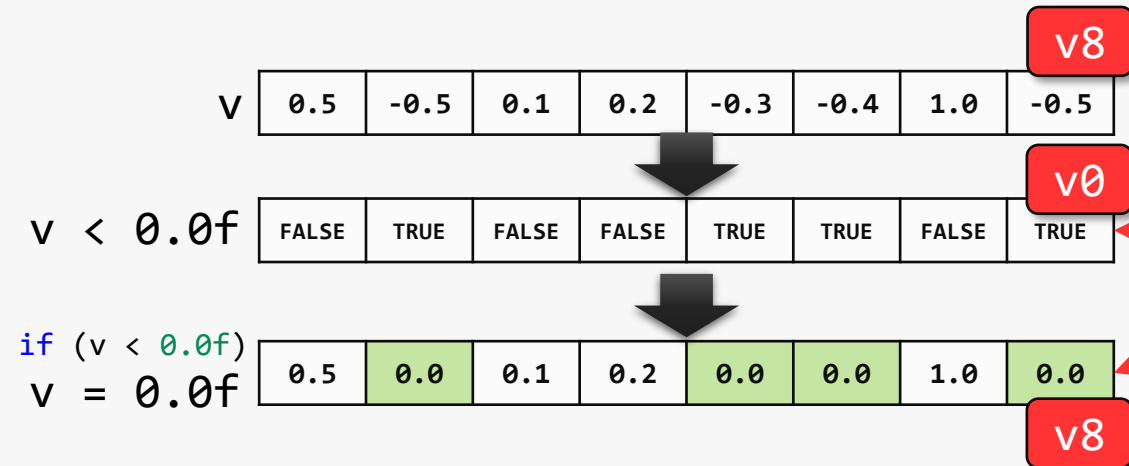 v8
v 0.5 -0.5 0.1 0.2 -0.3 -0.4 1.0 -0.5
v0
v < 0.0f FALSE TRUE FALSE FALSE TRUE TRUE FALSE TRUE
if (v < 0.0f)
v = 0.0f 0.5 0.0 0.1 0.2 0.0 0.0 1.0 0.0
v8